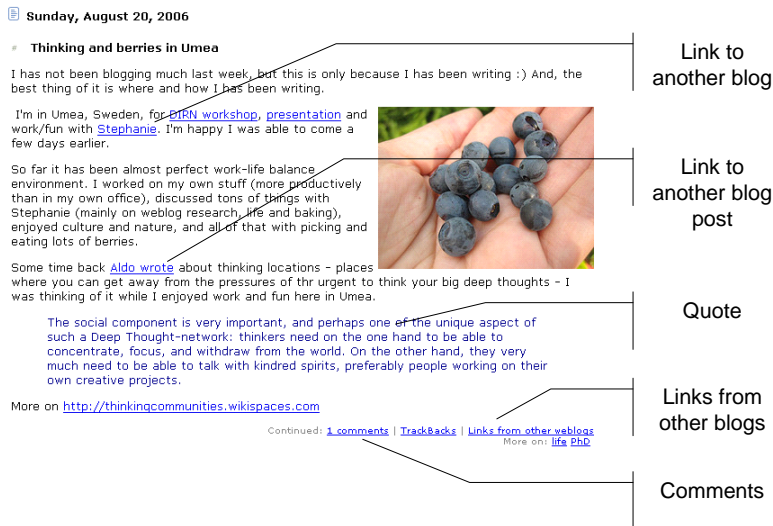 Sunday, August 20, 2006
# Thinking and berries in Umea
I has not been blogging much last week, but this is only because I has been writing :) And, the
best thing of it is where and how I has been writing.
I'm in Umea, Sweden, for DIRN workshop, presentation and
work/fun with Stephanie. I'm happy I was able to come a
few days earlier.
So far it has been almost perfect work-life balance
environment. I worked on my own stuff (more productively
than in my own office), discussed tons of things with
Stephanie (mainly on weblog research, life and baking),
enjoyed culture and nature, and all of that with picking and
eating lots of berries.
Some time back Aldo wrote about thinking locations - places
where you can get away from the pressures of thr urgent to think your big deep thoughts - I
was thinking of it while I enjoyed work and fun here in Umea.
The social component is very important, and perhaps one of the unique aspect of
such a Deep Thought-network: thinkers need on the one hand to be able to
concentrate, focus, and withdraw from the world. On the other hand, they very
much need to be able to talk with kindred spirits, preferably people working on their
own creative projects.
More on http://thinkingcommunities.wikispaces.com
Continued: 1 comments | TrackBacks | Links from other weblogs
More on: life PhD
Link to
another blog
Link to
another blog
post
Quote
Links from
other blogs
Comments